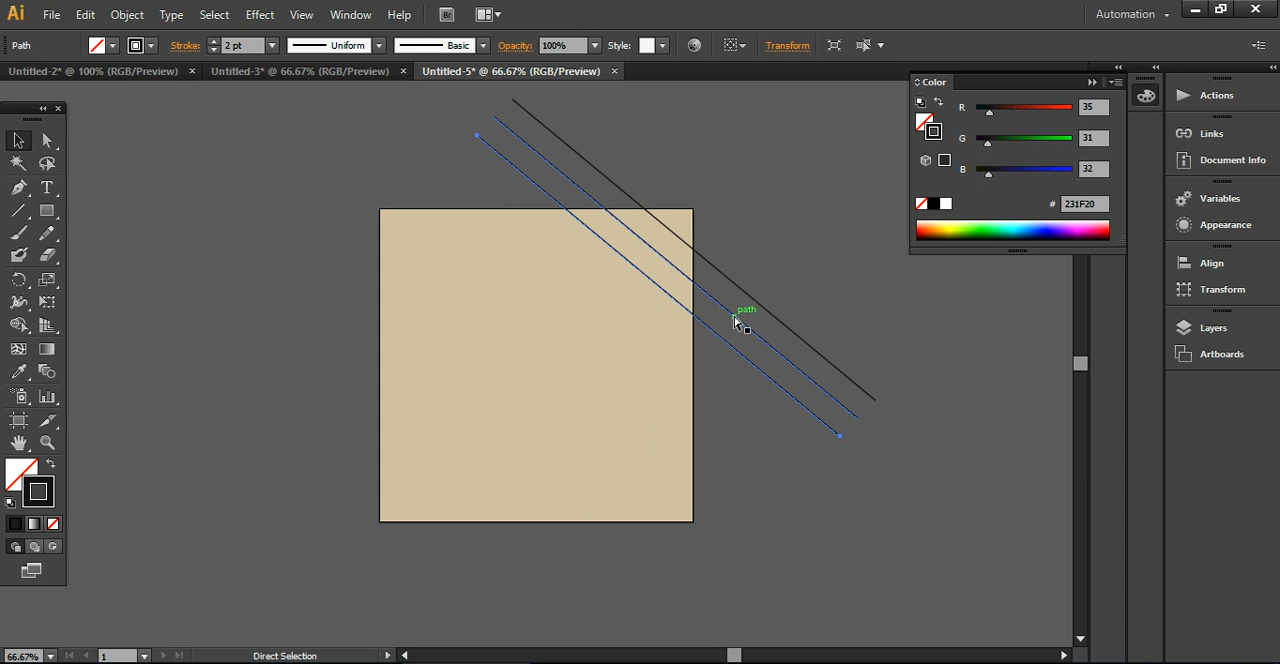 Ai File Edit Object Type Select Effect View Window Help Br Automation
Path Stroke: 2 pt Uniform Basic Opacity: 100% Style: Transform
Untitled-2* @ 100% (RGB/Preview) × Untitled-3* @ 66.67% (RGB/Preview) × Untitled-5* @ 66.67% (RGB/Preview) ×
Color
R 35
G 31
B 32
# 231F20
Actions
Links
Document Info
Variables
Appearance
Align
Transform
Layers
Artboards
path
T
66.67% 1 Direct Selection